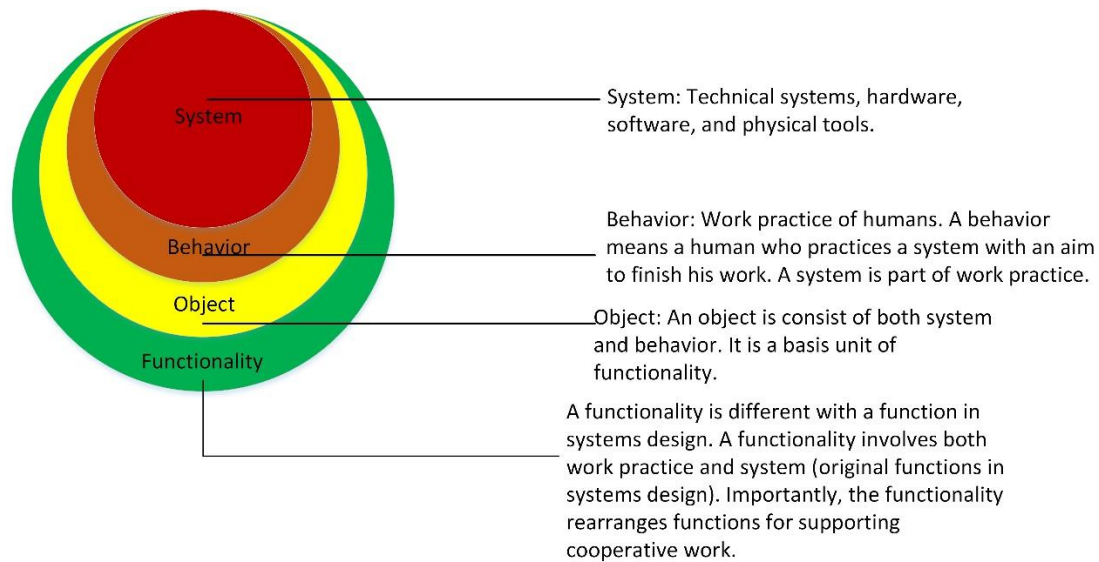 System
System: Technical systems, hardware,
software, and physical tools.
Behavior
Behavior: Work practice of humans. A behavior
means a human who practices a system with an aim
to finish his work. A system is part of work practice.
Object
Object: An object is consist of both system
and behavior. It is a basis unit of
functionality.
Functionality
A functionality is different with a function in
systems design. A functionality involves both
work practice and system (original functions in
systems design). Importantly, the functionality
rearranges functions for supporting
cooperative work.